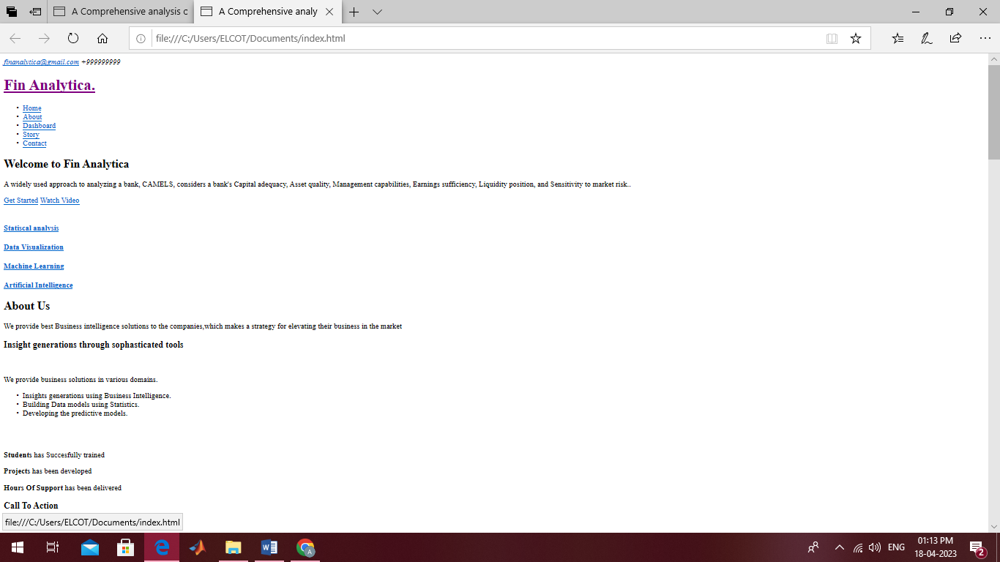 A Comprehensive analysis c
A Comprehensive analy
file:///C:/Users/ELCOT/Documents/index.html
finanalytica@gmail.com +999999999
Fin Analytica.
• Home
• About
• Dashboard
• Story
• Contact
Welcome to Fin Analytica
A widely used approach to analyzing a bank, CAMELS, considers a bank's Capital adequacy, Asset quality, Management capabilities, Earnings sufficiency, Liquidity position, and Sensitivity to market risk..
Get Started Watch Video
Statiscal analysis
Data Visualization
Machine Learning
Artificial Intelligence
About Us
We provide best Business intelligence solutions to the companies,which makes a strategy for elevating their business in the market
Insight generations through sophasticated tools
We provide business solutions in various domains.
• Insights generations using Business Intelligence.
• Building Data models using Statistics.
• Developing the predictive models.
Students has Succesfully trained
Projects has been developed
Hours Of Support has been delivered
Call To Action
file:///C:/Users/ELCOT/Documents/index.html
ENG
01:13 PM
18-04-2023
2